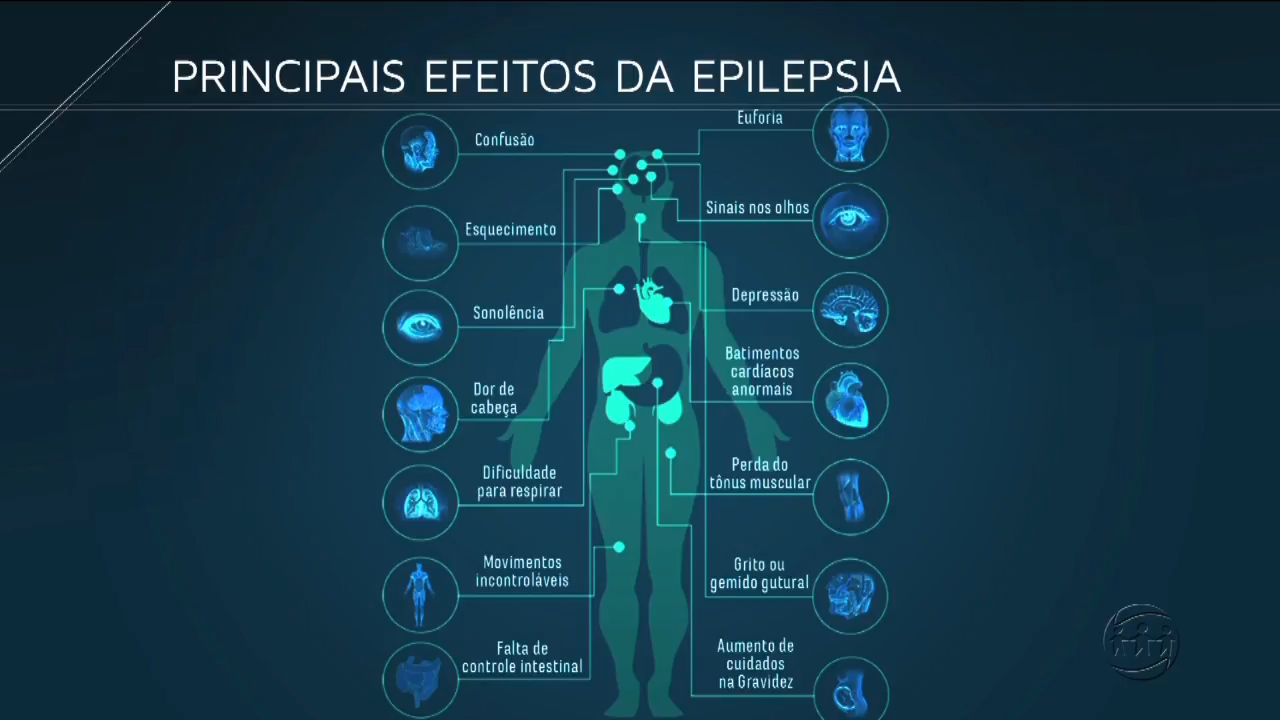 PRINCIPAIS EFEITOS DA EPILEPSIA
Confusão
Esquecimento
Sonolência
Dor de
cabeça
Dificuldade
para respirar
Movimentos
incontroláveis
Falta de
controle intestinal
Euforia
Sinais nos olhos
Depressão
Batimentos
cardíacos
anormais
Perda do
tônus muscular
Grito ou
gemido gutural
Aumento de
cuidados
na Gravidez